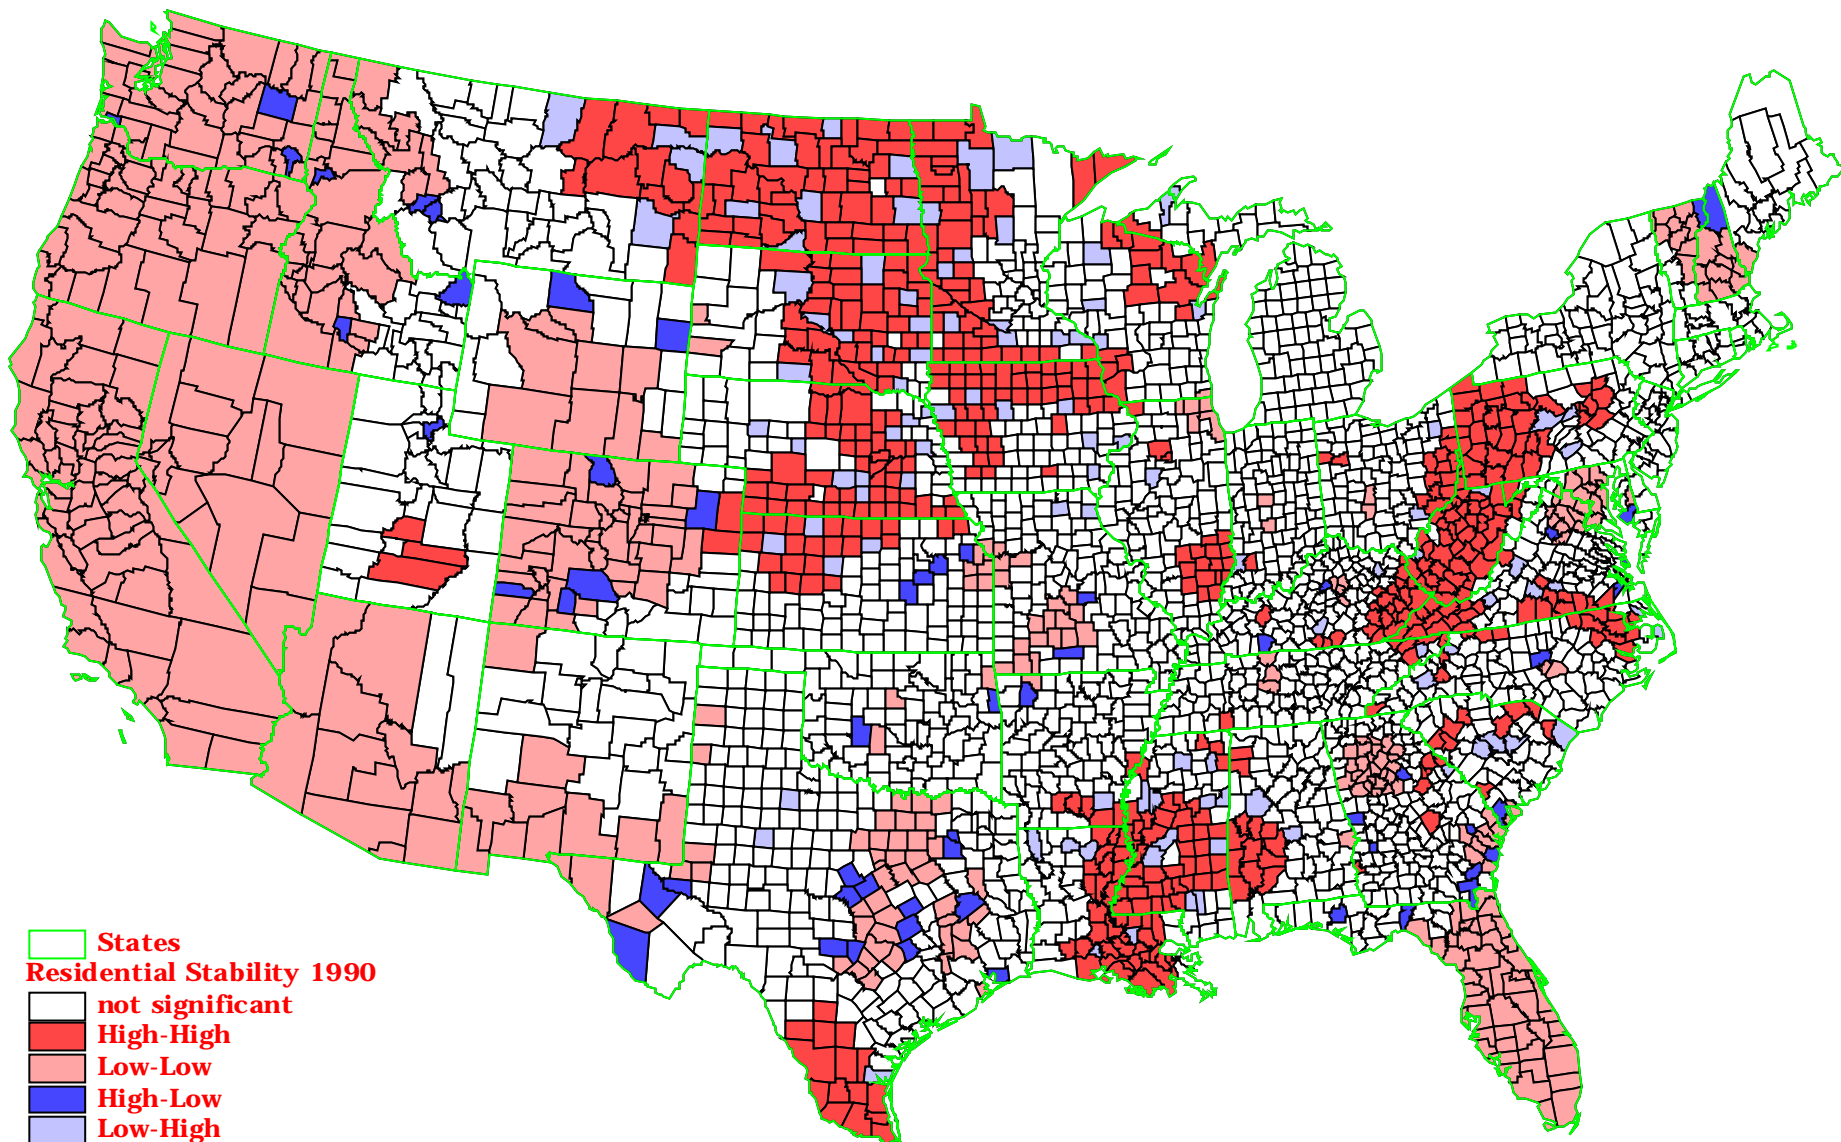 States
Residential Stability 1990
not significant
High-High
Low-Low
High-Low
Low-High